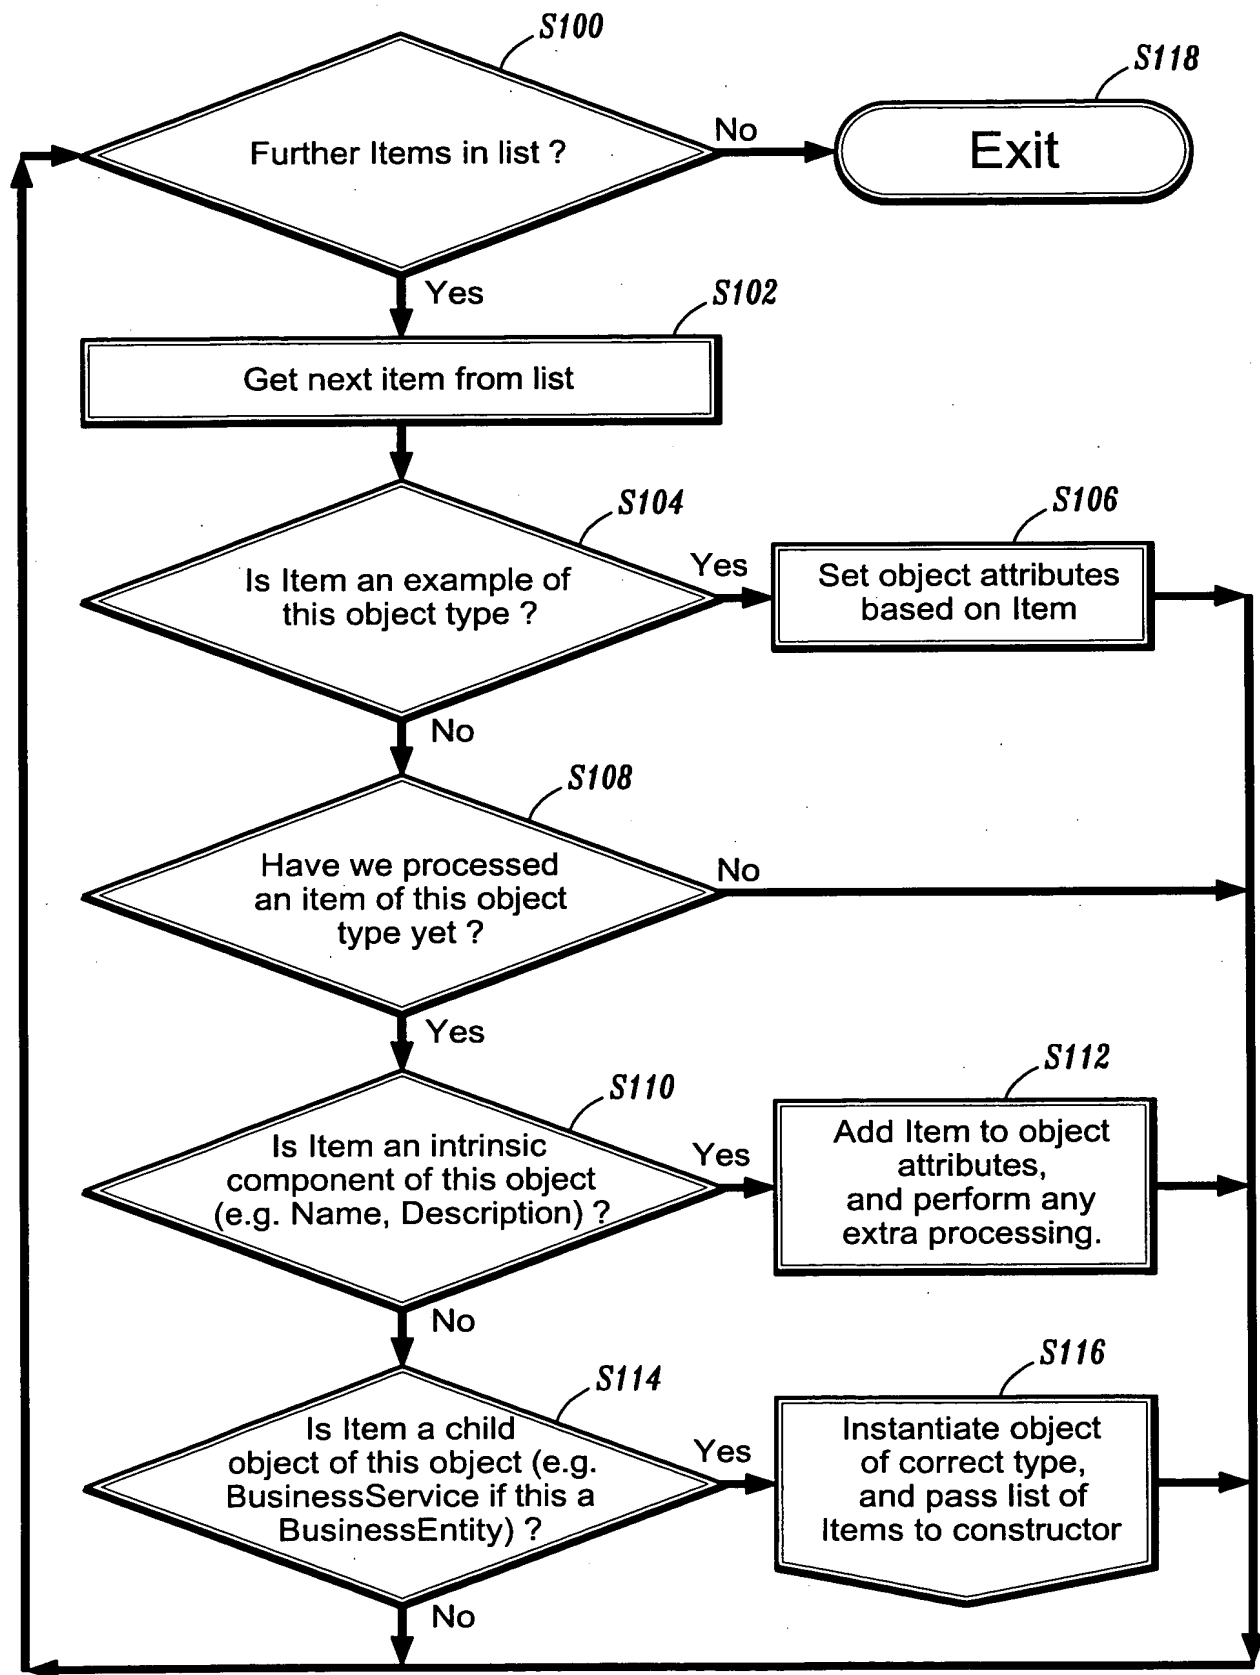 S100
S118
Further Items in list ?
No
Exit
Yes
S102
Get next item from list
S104
S106
Is Item an example of
this object type ?
Yes
Set object attributes
based on Item
No
S108
Have we processed
an item of this object
type yet ?
No
Yes
S110
S112
Is Item an intrinsic
component of this object
(e.g. Name, Description) ?
Yes
Add Item to object
attributes,
and perform any
extra processing.
No
S114
S116
Is Item a child
object of this object (e.g.
BusinessService if this a
BusinessEntity) ?
Yes
Instantiate object
of correct type,
and pass list of
Items to constructor
No